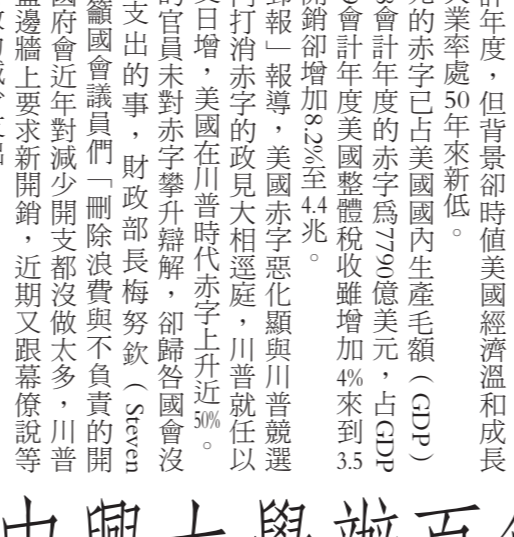 計年度，但背景卻時值美國經濟溫和成長
業率處50年來新低。
元的赤字已占美國國內生產毛額（GDP）
會計年度的赤字爲7790億美元，占GDP
會計年度美國整體稅收雖增加4%來到3.5
開銷卻增加8.2%至4.4兆。
郵報」報導，美國赤字惡化顯與川普競選
打消赤字的政見大相逕庭，川普就任以
日增，美國在川普時代赤字上升近50%。
的官員未對赤字攀升辯解，卻歸咎國會沒
支出的事，財政部長梅努欽（Steven
籲國會議員們「刪除浪費與不負責的開
國府會近年對減少開支都沒做太多，川普
邊牆上要求新開銷，近期又跟幕僚說等
中興大學辦百